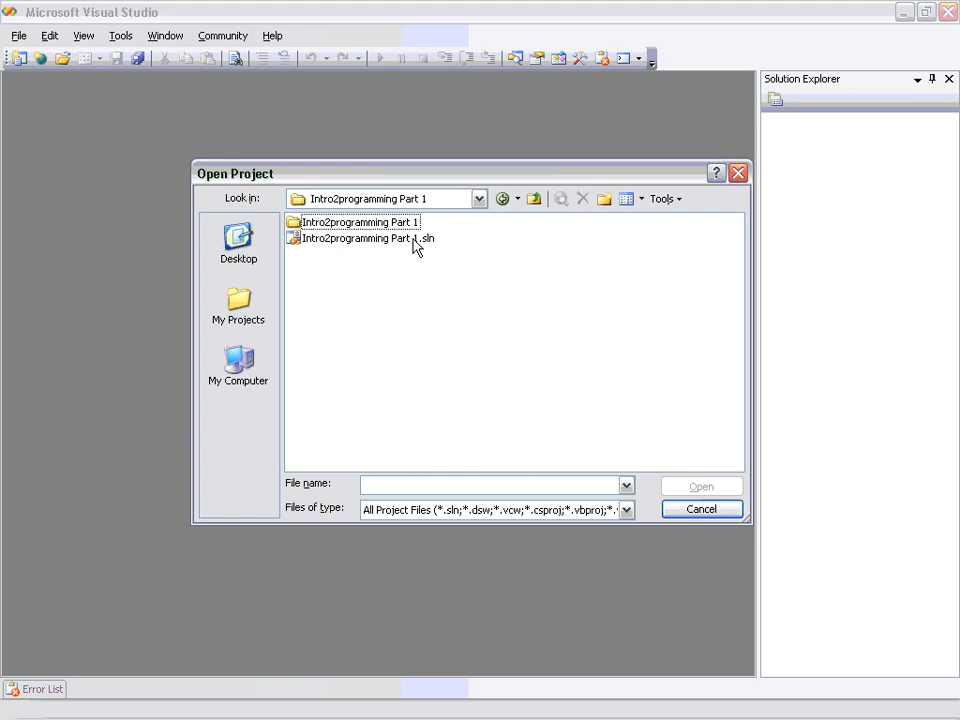 Microsoft Visual Studio
File Edit View Tools Window Community Help
Solution Explorer
Open Project
Look in: Intro2programming Part 1 Tools
Intro2programming Part 1
Intro2programming Part 1.sln
Desktop
My Projects
My Computer
File name: Open
Files of type: All Project Files (*.sln;*.dsw;*.vcw;*.csproj;*.vbproj;*. Cancel
Error List